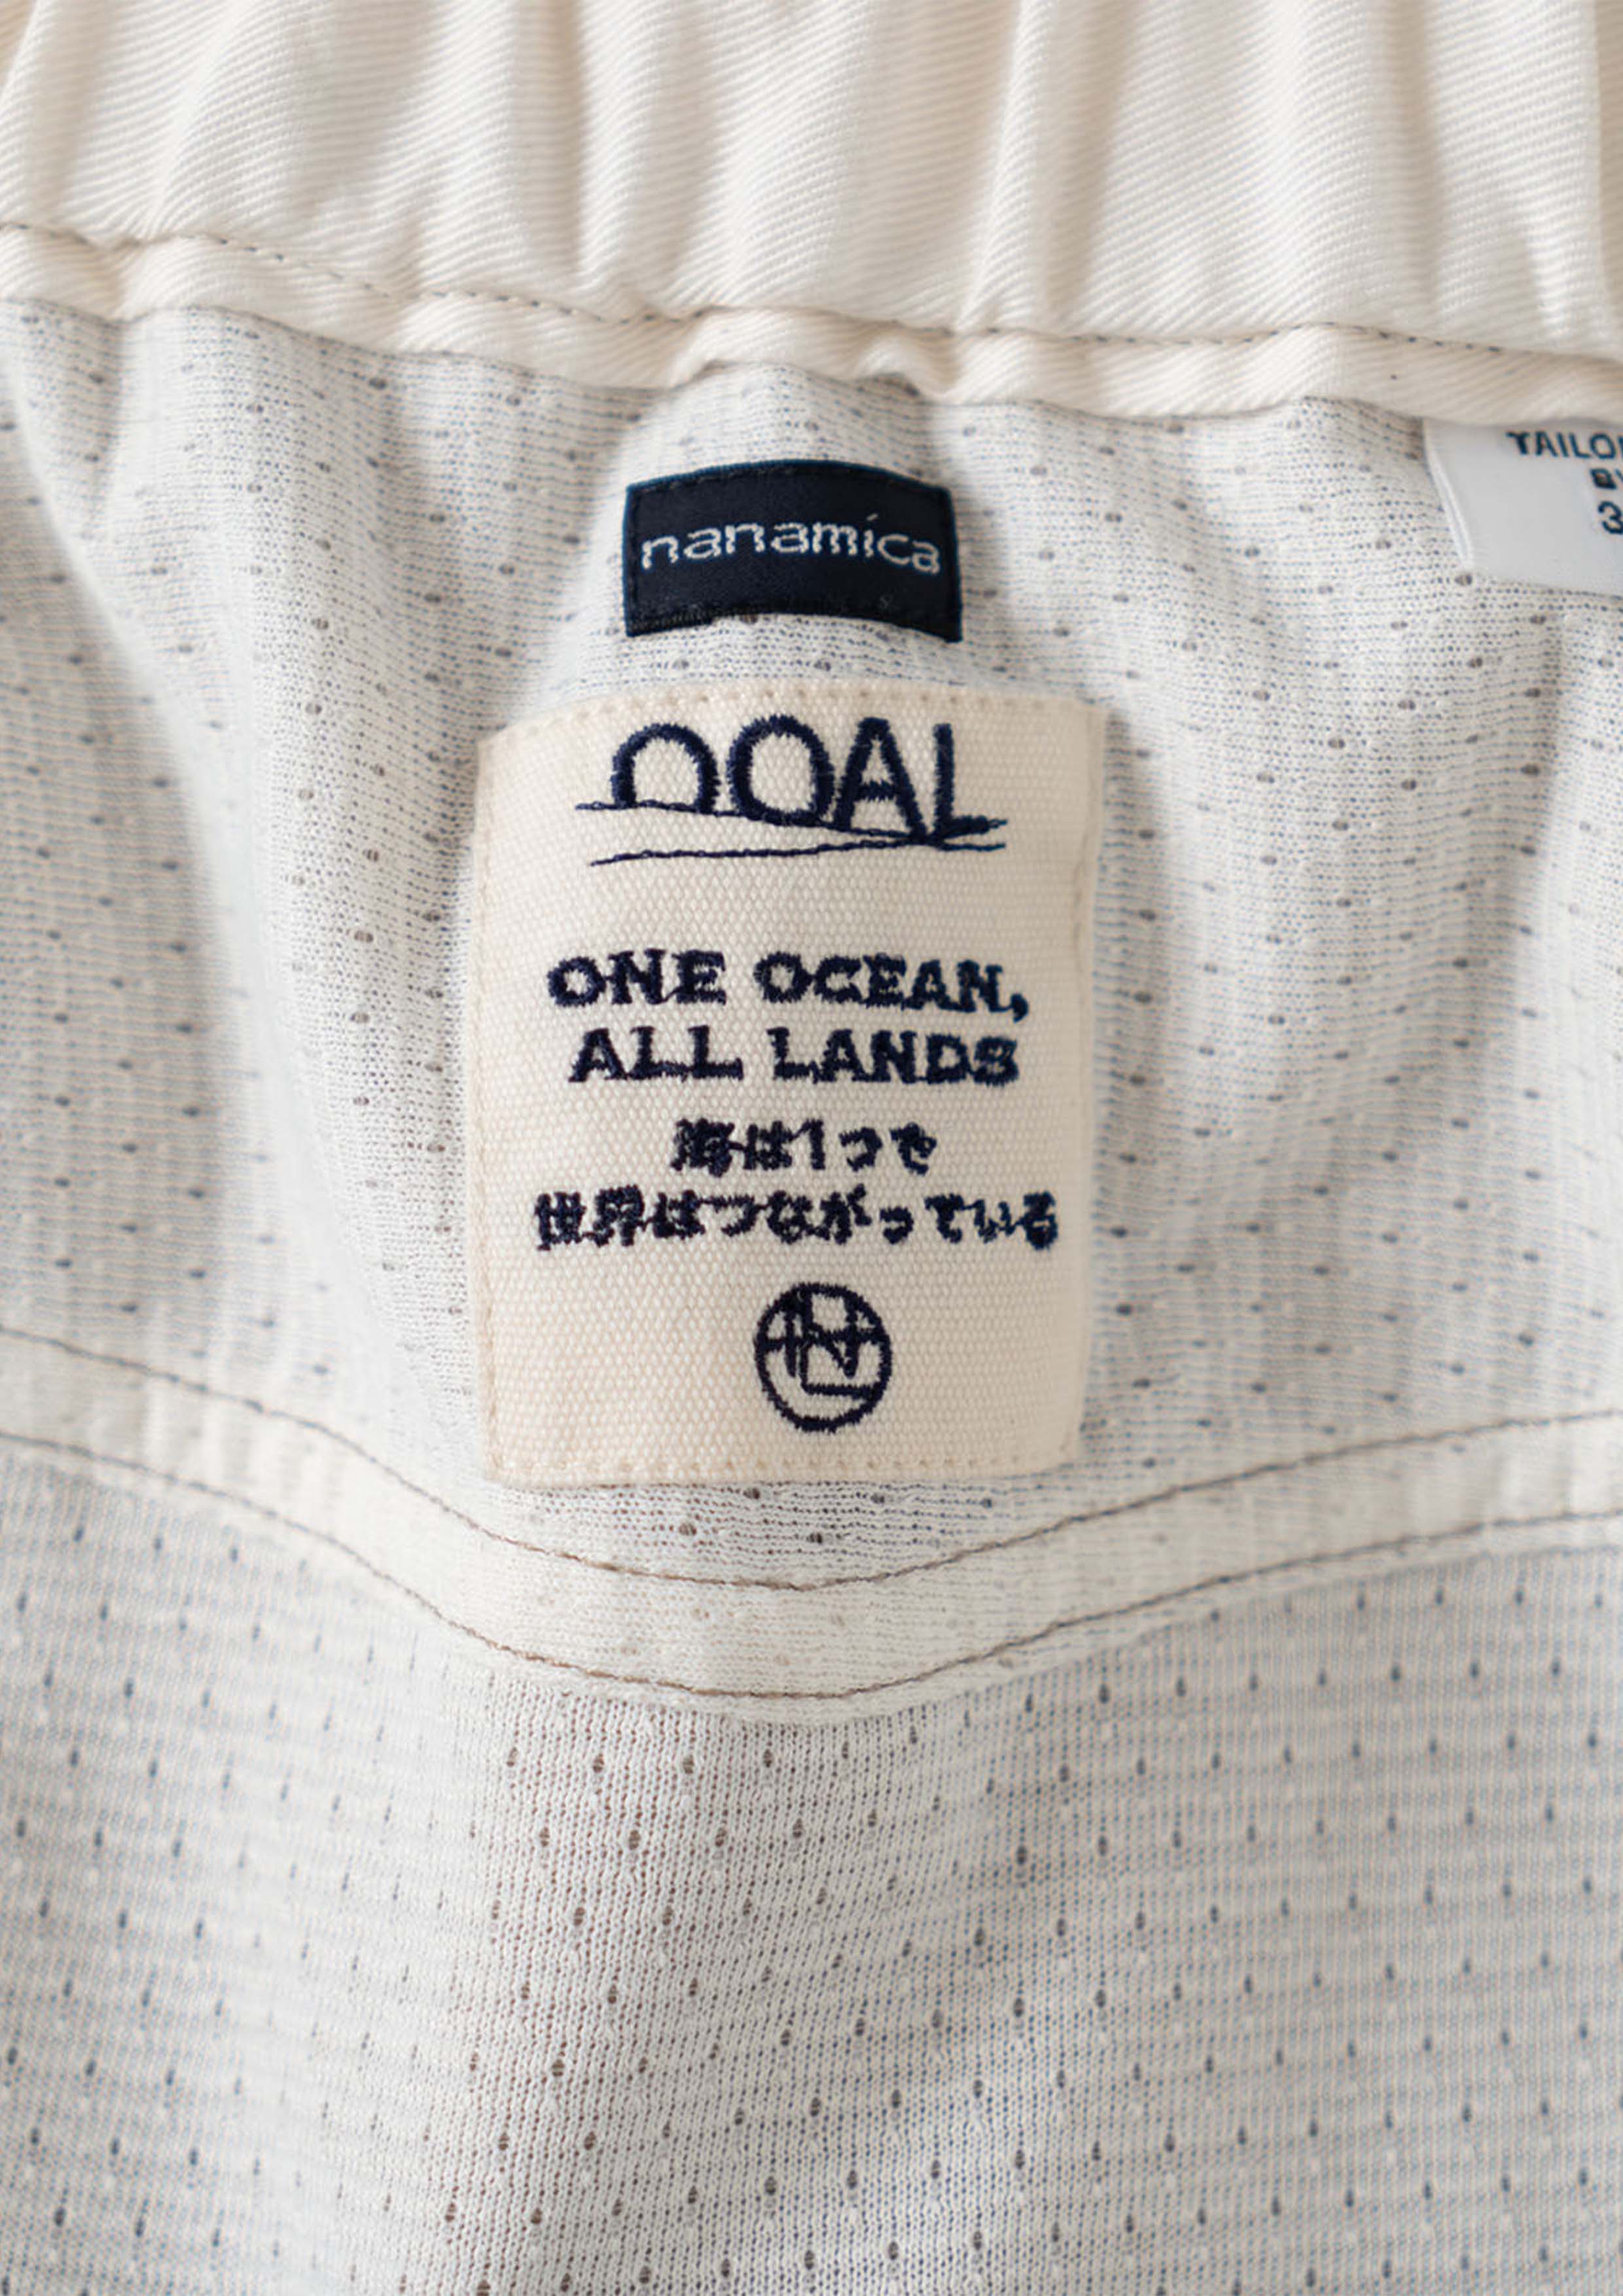 nanamica
TAILO
3
OOAL
ONE OCEAN,
ALL LANDS
海は1つで
世界はつながっている